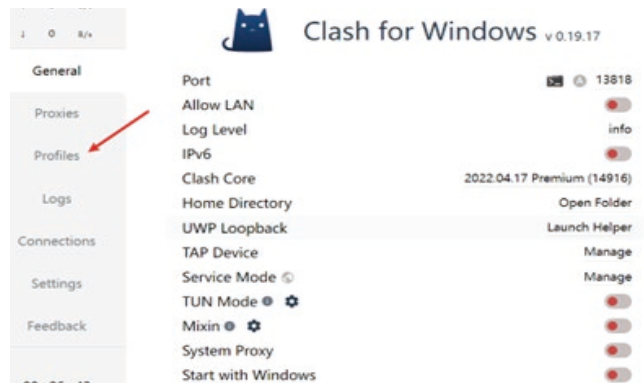 ↓ 0 B/s
General
Proxies
Profiles
Logs
Connections
Settings
Feedback
Clash for Windows v 0.19.17
Port 13818
Allow LAN
Log Level info
IPv6
Clash Core 2022.04.17 Premium (14916)
Home Directory Open Folder
UWP Loopback Launch Helper
TAP Device Manage
Service Mode Manage
TUN Mode
Mixin
System Proxy
Start with Windows